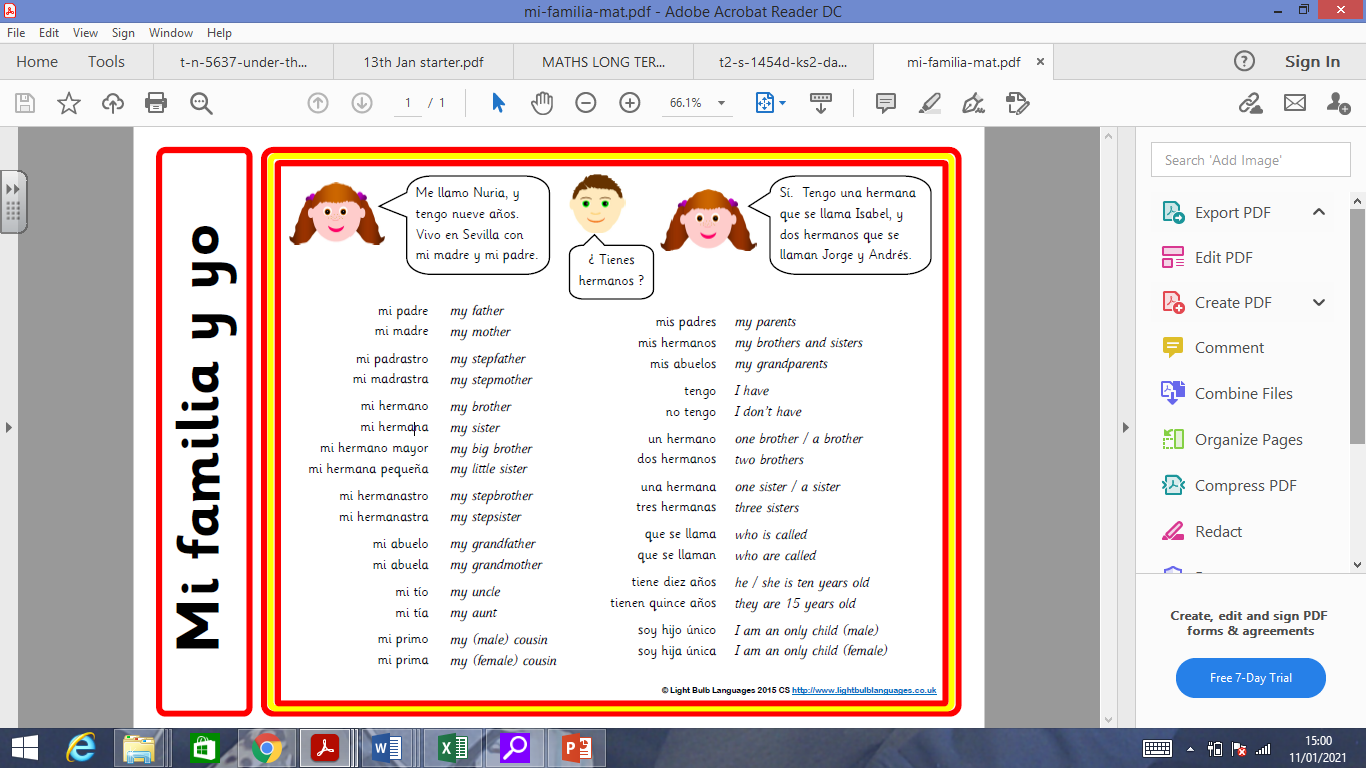 mi-familia-mat.pdf - Adobe Acrobat Reader DC
File Edit View Sign Window Help
Home Tools t-n-5637-under-th... 13th Jan starter.pdf MATHS LONG TER... t2-s-1454d-ks2-da... mi-familia-mat.pdf × Sign In
1 / 1 66.1%
Mi familia y yo
Me llamo Nuria, y
tengo nueve años.
Vivo en Sevilla con
mi madre y mi padre.
¿ Tienes
hermanos ?
Sí. Tengo una hermana
que se llama Isabel, y
dos hermanos que se
llaman Jorge y Andrés.
mi padre my father
mi madre my mother
mi padrastro my stepfather
mi madrastra my stepmother
mi hermano my brother
mi hermana my sister
mi hermano mayor my big brother
mi hermana pequeña my little sister
mi hermanastro my stepbrother
mi hermanastra my stepsister
mi abuelo my grandfather
mi abuela my grandmother
mi tío my uncle
mi tía my aunt
mi primo my (male) cousin
mi prima my (female) cousin
mis padres my parents
mis hermanos my brothers and sisters
mis abuelos my grandparents
tengo I have
no tengo I don't have
un hermano one brother / a brother
dos hermanos two brothers
una hermana one sister / a sister
tres hermanas three sisters
que se llama who is called
que se llaman who are called
tiene diez años he / she is ten years old
tienen quince años they are 15 years old
soy hijo único I am an only child (male)
soy hija única I am an only child (female)
© Light Bulb Languages 2015 CS http://www.lightbulblanguages.co.uk
Search 'Add Image'
Export PDF
Edit PDF
Create PDF
Comment
Combine Files
Organize Pages
Compress PDF
Redact
Create, edit and sign PDF
forms & agreements
Free 7-Day Trial
15:00
11/01/2021